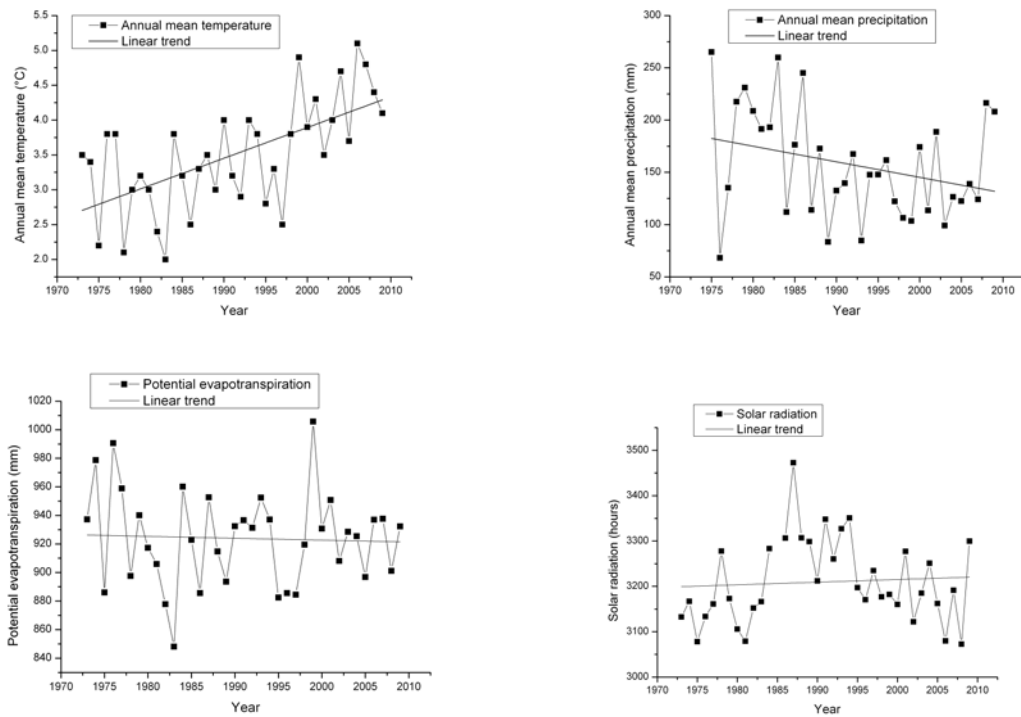 Annual mean temperature
Linear trend
Annual mean temperature (°C)
5.5
5.0
4.5
4.0
3.5
3.0
2.5
2.0
1970 1975 1980 1985 1990 1995 2000 2005 2010
Year
Annual mean precipitation
Linear trend
Annual mean precipitation (mm)
300
250
200
150
100
50
1970 1975 1980 1985 1990 1995 2000 2005 2010
Year
Potential evapotranspiration
Linear trend
Potential evapotranspiration (mm)
1020
1000
980
960
940
920
900
880
860
840
1970 1975 1980 1985 1990 1995 2000 2005 2010
Year
Solar radiation
Linear trend
Solar radiation (hours)
3500
3400
3300
3200
3100
3000
1970 1975 1980 1985 1990 1995 2000 2005 2010
Year